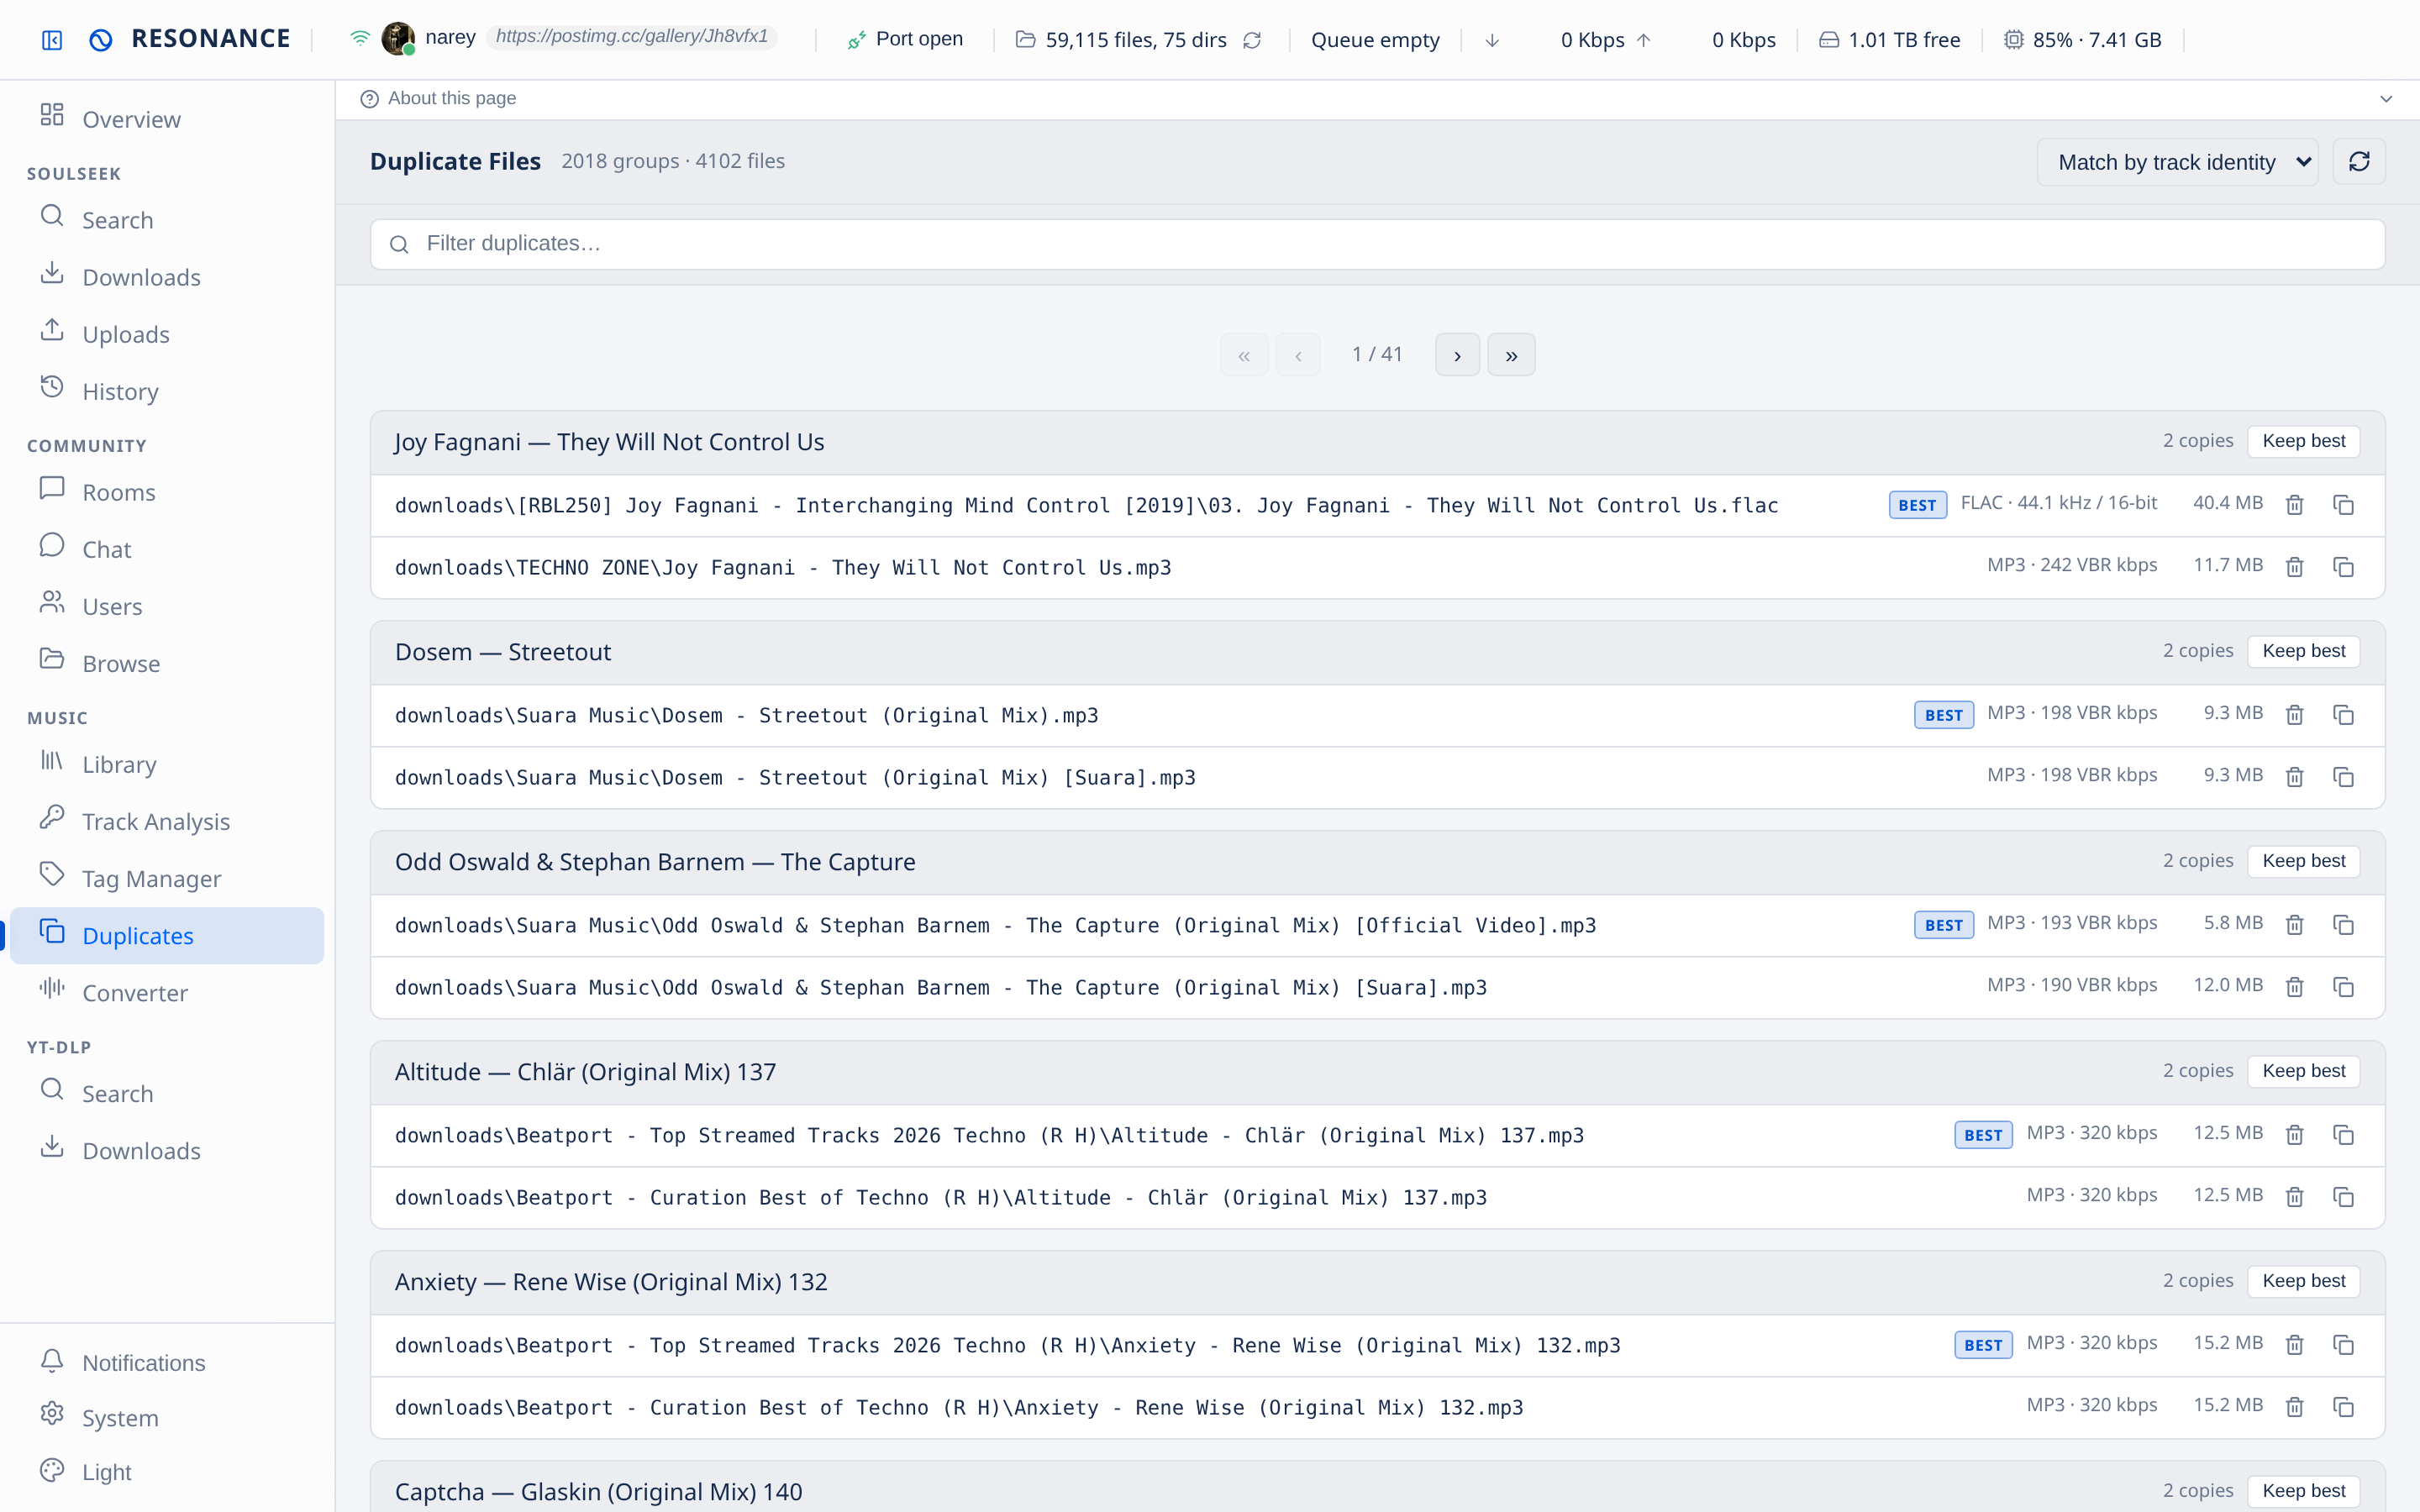 RESONANCE
narey https://postimg.cc/gallery/Jh8vfx1
Port open
59,115 files, 75 dirs
Queue empty
0 Kbps
0 Kbps
1.01 TB free
85% · 7.41 GB
Overview
SOULSEEK
Search
Downloads
Uploads
History
COMMUNITY
Rooms
Chat
Users
Browse
MUSIC
Library
Track Analysis
Tag Manager
Duplicates
Converter
YT-DLP
Search
Downloads
Notifications
System
Light
About this page
Duplicate Files 2018 groups · 4102 files
Match by track identity
Filter duplicates…
« ‹ 1 / 41 › »
Joy Fagnani — They Will Not Control Us 2 copies Keep best
downloads\[RBL250] Joy Fagnani - Interchanging Mind Control [2019]\03. Joy Fagnani - They Will Not Control Us.flac BEST FLAC · 44.1 kHz / 16-bit 40.4 MB
downloads\TECHNO ZONE\Joy Fagnani - They Will Not Control Us.mp3 MP3 · 242 VBR kbps 11.7 MB
Dosem — Streetout 2 copies Keep best
downloads\Suara Music\Dosem - Streetout (Original Mix).mp3 BEST MP3 · 198 VBR kbps 9.3 MB
downloads\Suara Music\Dosem - Streetout (Original Mix) [Suara].mp3 MP3 · 198 VBR kbps 9.3 MB
Odd Oswald & Stephan Barnem — The Capture 2 copies Keep best
downloads\Suara Music\Odd Oswald & Stephan Barnem - The Capture (Original Mix) [Official Video].mp3 BEST MP3 · 193 VBR kbps 5.8 MB
downloads\Suara Music\Odd Oswald & Stephan Barnem - The Capture (Original Mix) [Suara].mp3 MP3 · 190 VBR kbps 12.0 MB
Altitude — Chlär (Original Mix) 137 2 copies Keep best
downloads\Beatport - Top Streamed Tracks 2026 Techno (R H)\Altitude - Chlär (Original Mix) 137.mp3 BEST MP3 · 320 kbps 12.5 MB
downloads\Beatport - Curation Best of Techno (R H)\Altitude - Chlär (Original Mix) 137.mp3 MP3 · 320 kbps 12.5 MB
Anxiety — Rene Wise (Original Mix) 132 2 copies Keep best
downloads\Beatport - Top Streamed Tracks 2026 Techno (R H)\Anxiety - Rene Wise (Original Mix) 132.mp3 BEST MP3 · 320 kbps 15.2 MB
downloads\Beatport - Curation Best of Techno (R H)\Anxiety - Rene Wise (Original Mix) 132.mp3 MP3 · 320 kbps 15.2 MB
Captcha — Glaskin (Original Mix) 140 2 copies Keep best